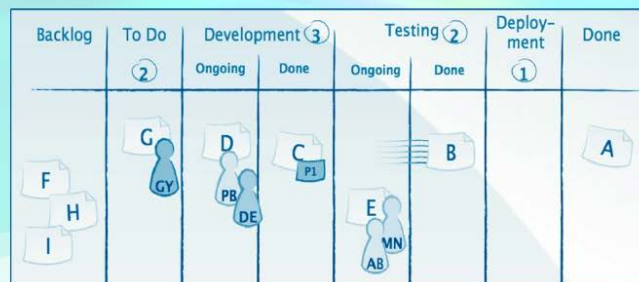 Backlog
To Do
2
Development 3
Ongoing
Done
Testing 2
Ongoing
Done
Deploy-
ment
1
Done
G
GY
D
PB
DE
C
P1
B
A
F
H
I
E
MN
AB